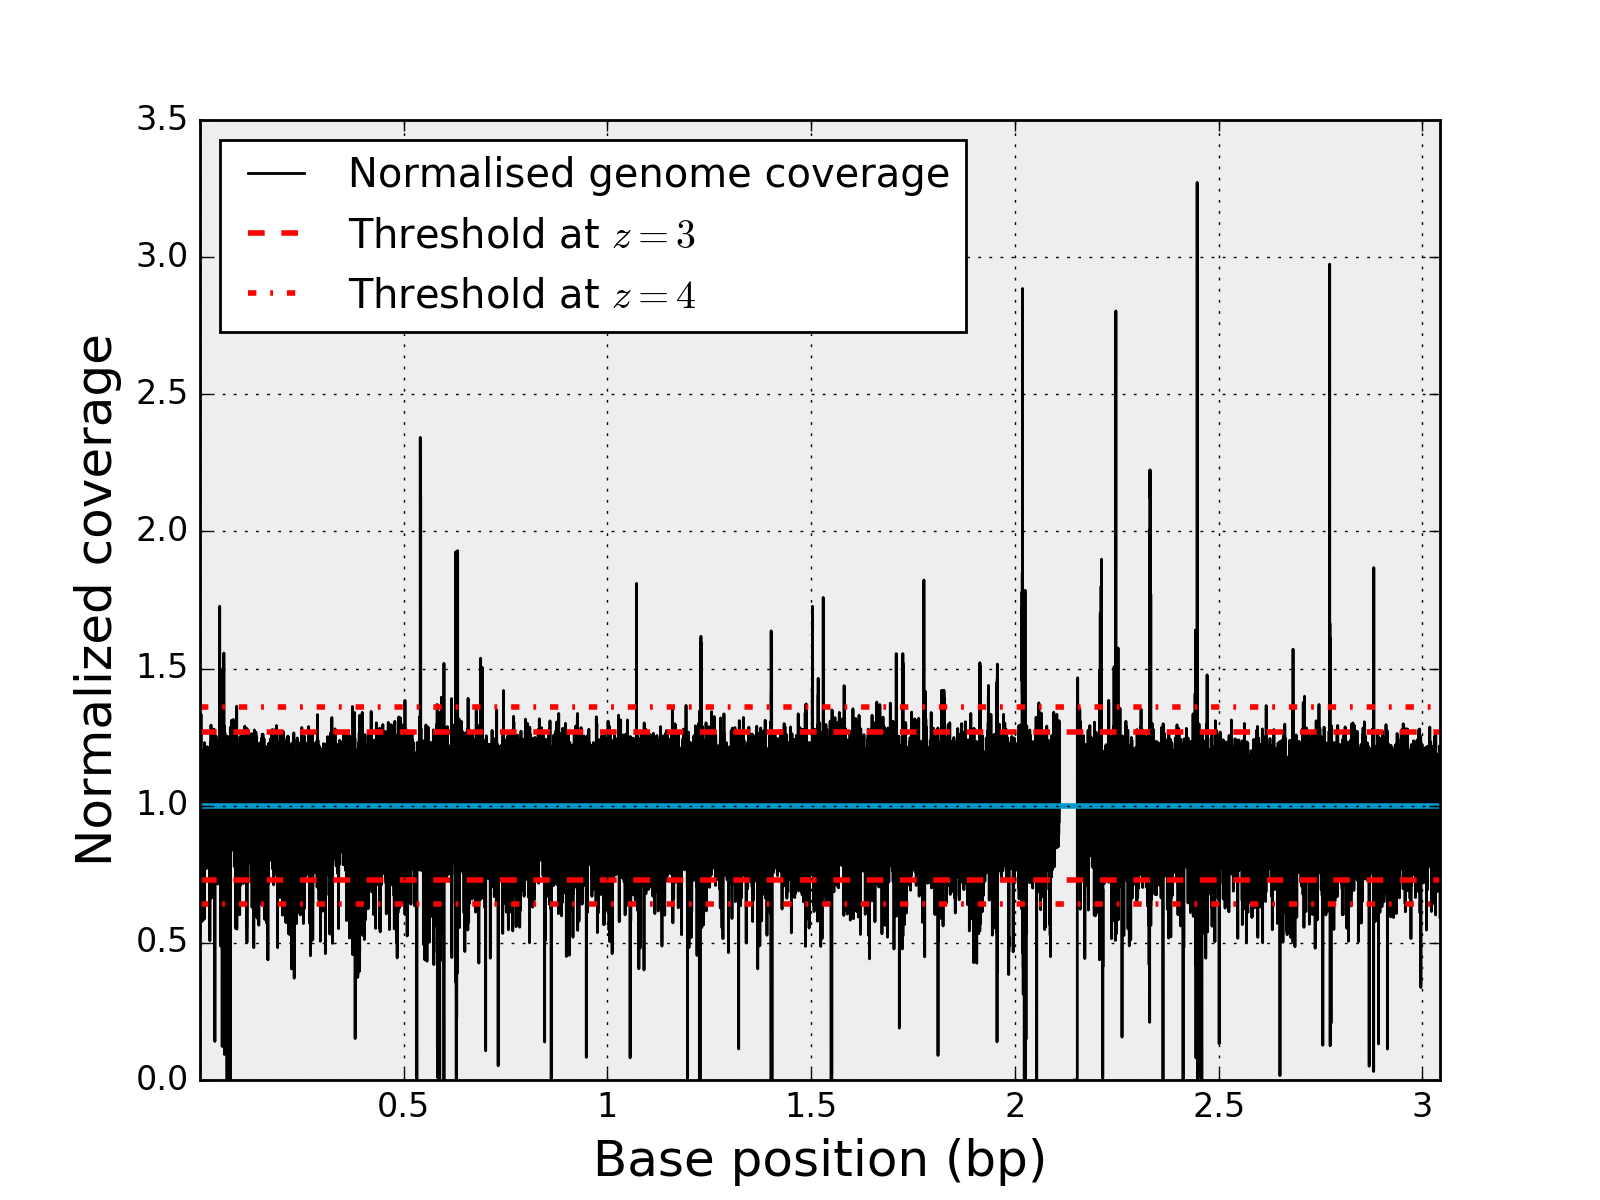 3.5
3.0
2.5
2.0
1.5
1.0
0.5
0.0
Normalized coverage
Normalised genome coverage
Threshold at z = 3
Threshold at z = 4
0.5 1 1.5 2 2.5 3
Base position (bp)